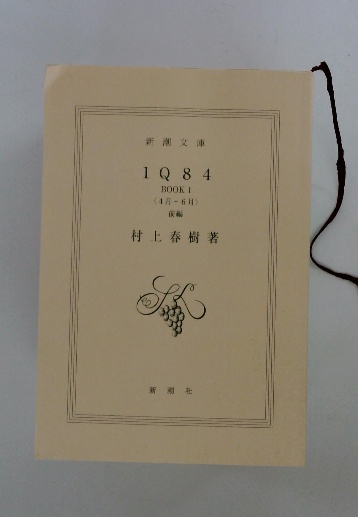 新潮文庫
1Q84
BOOK 1
〈4月-6月〉
前編
村上春樹著
新潮社